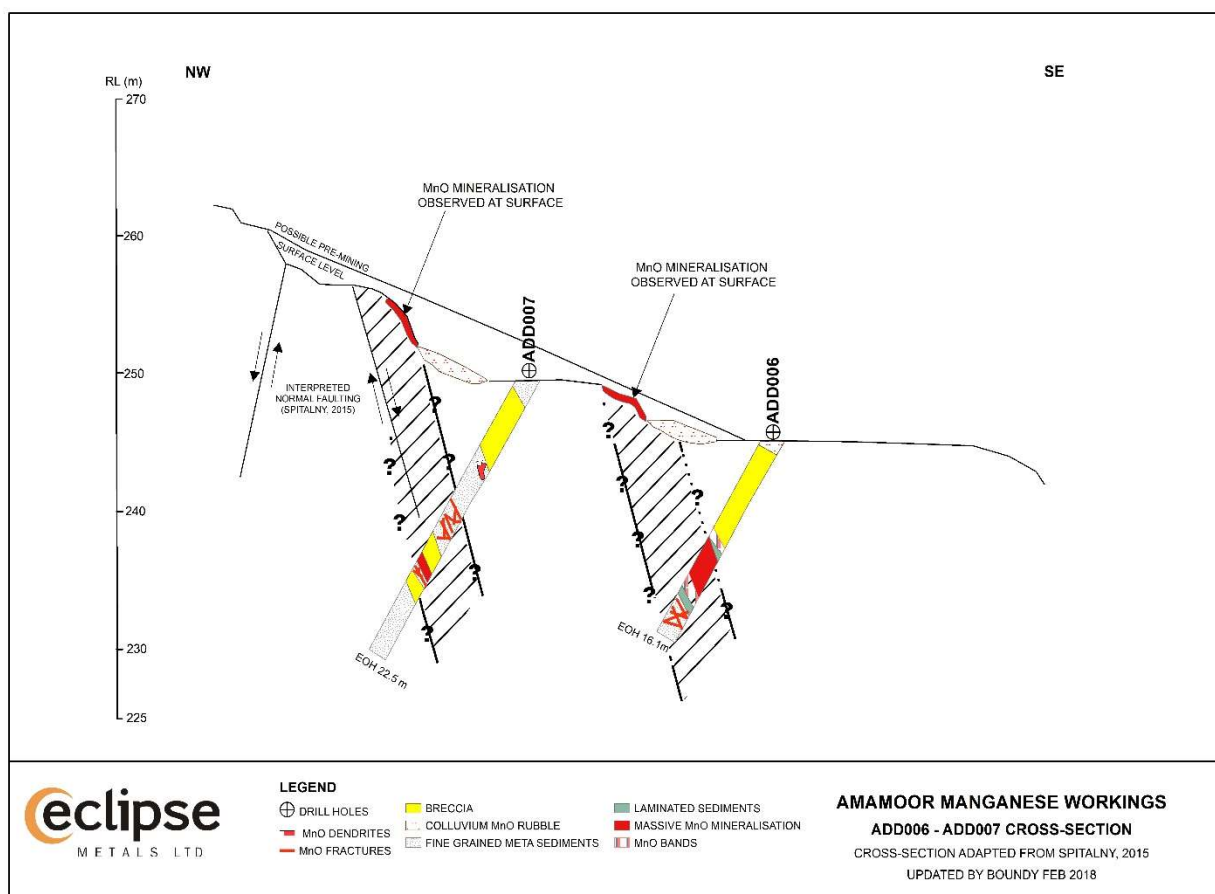 NW
SE
RL (m)
270
260
250
240
230
225
MnO MINERALISATION
OBSERVED AT SURFACE
POSSIBLE PRE-MINING
SURFACE LEVEL
MnO MINERALISATION
OBSERVED AT SURFACE
ADD007
ADD006
INTERPRETED
NORMAL FAULTING
(SPITALNY, 2015)
?
?
?
?
?
?
?
?
?
?
?
?
?
EOH 22.5 m
EOH 16.1m
eclipse
METALS LTD
LEGEND
DRILL HOLES
MnO DENDRITES
MnO FRACTURES
BRECCIA
COLLUVIUM MnO RUBBLE
FINE GRAINED META SEDIMENTS
LAMINATED SEDIMENTS
MASSIVE MnO MINERALISATION
MnO BANDS
AMAMOOR MANGANESE WORKINGS
ADD006 - ADD007 CROSS-SECTION
CROSS-SECTION ADAPTED FROM SPITALNY, 2015
UPDATED BY BOUNDY FEB 2018